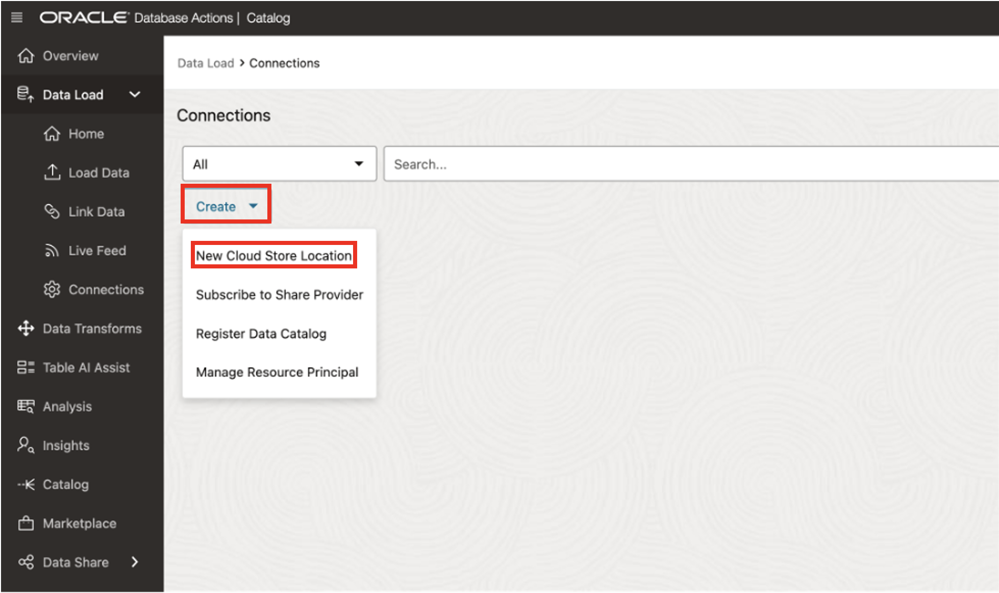 ORACLE Database Actions | Catalog
Overview
Data Load
Home
Load Data
Link Data
Live Feed
Connections
Data Transforms
Table AI Assist
Analysis
Insights
Catalog
Marketplace
Data Share
Data Load > Connections
Connections
All
Search...
Create
New Cloud Store Location
Subscribe to Share Provider
Register Data Catalog
Manage Resource Principal